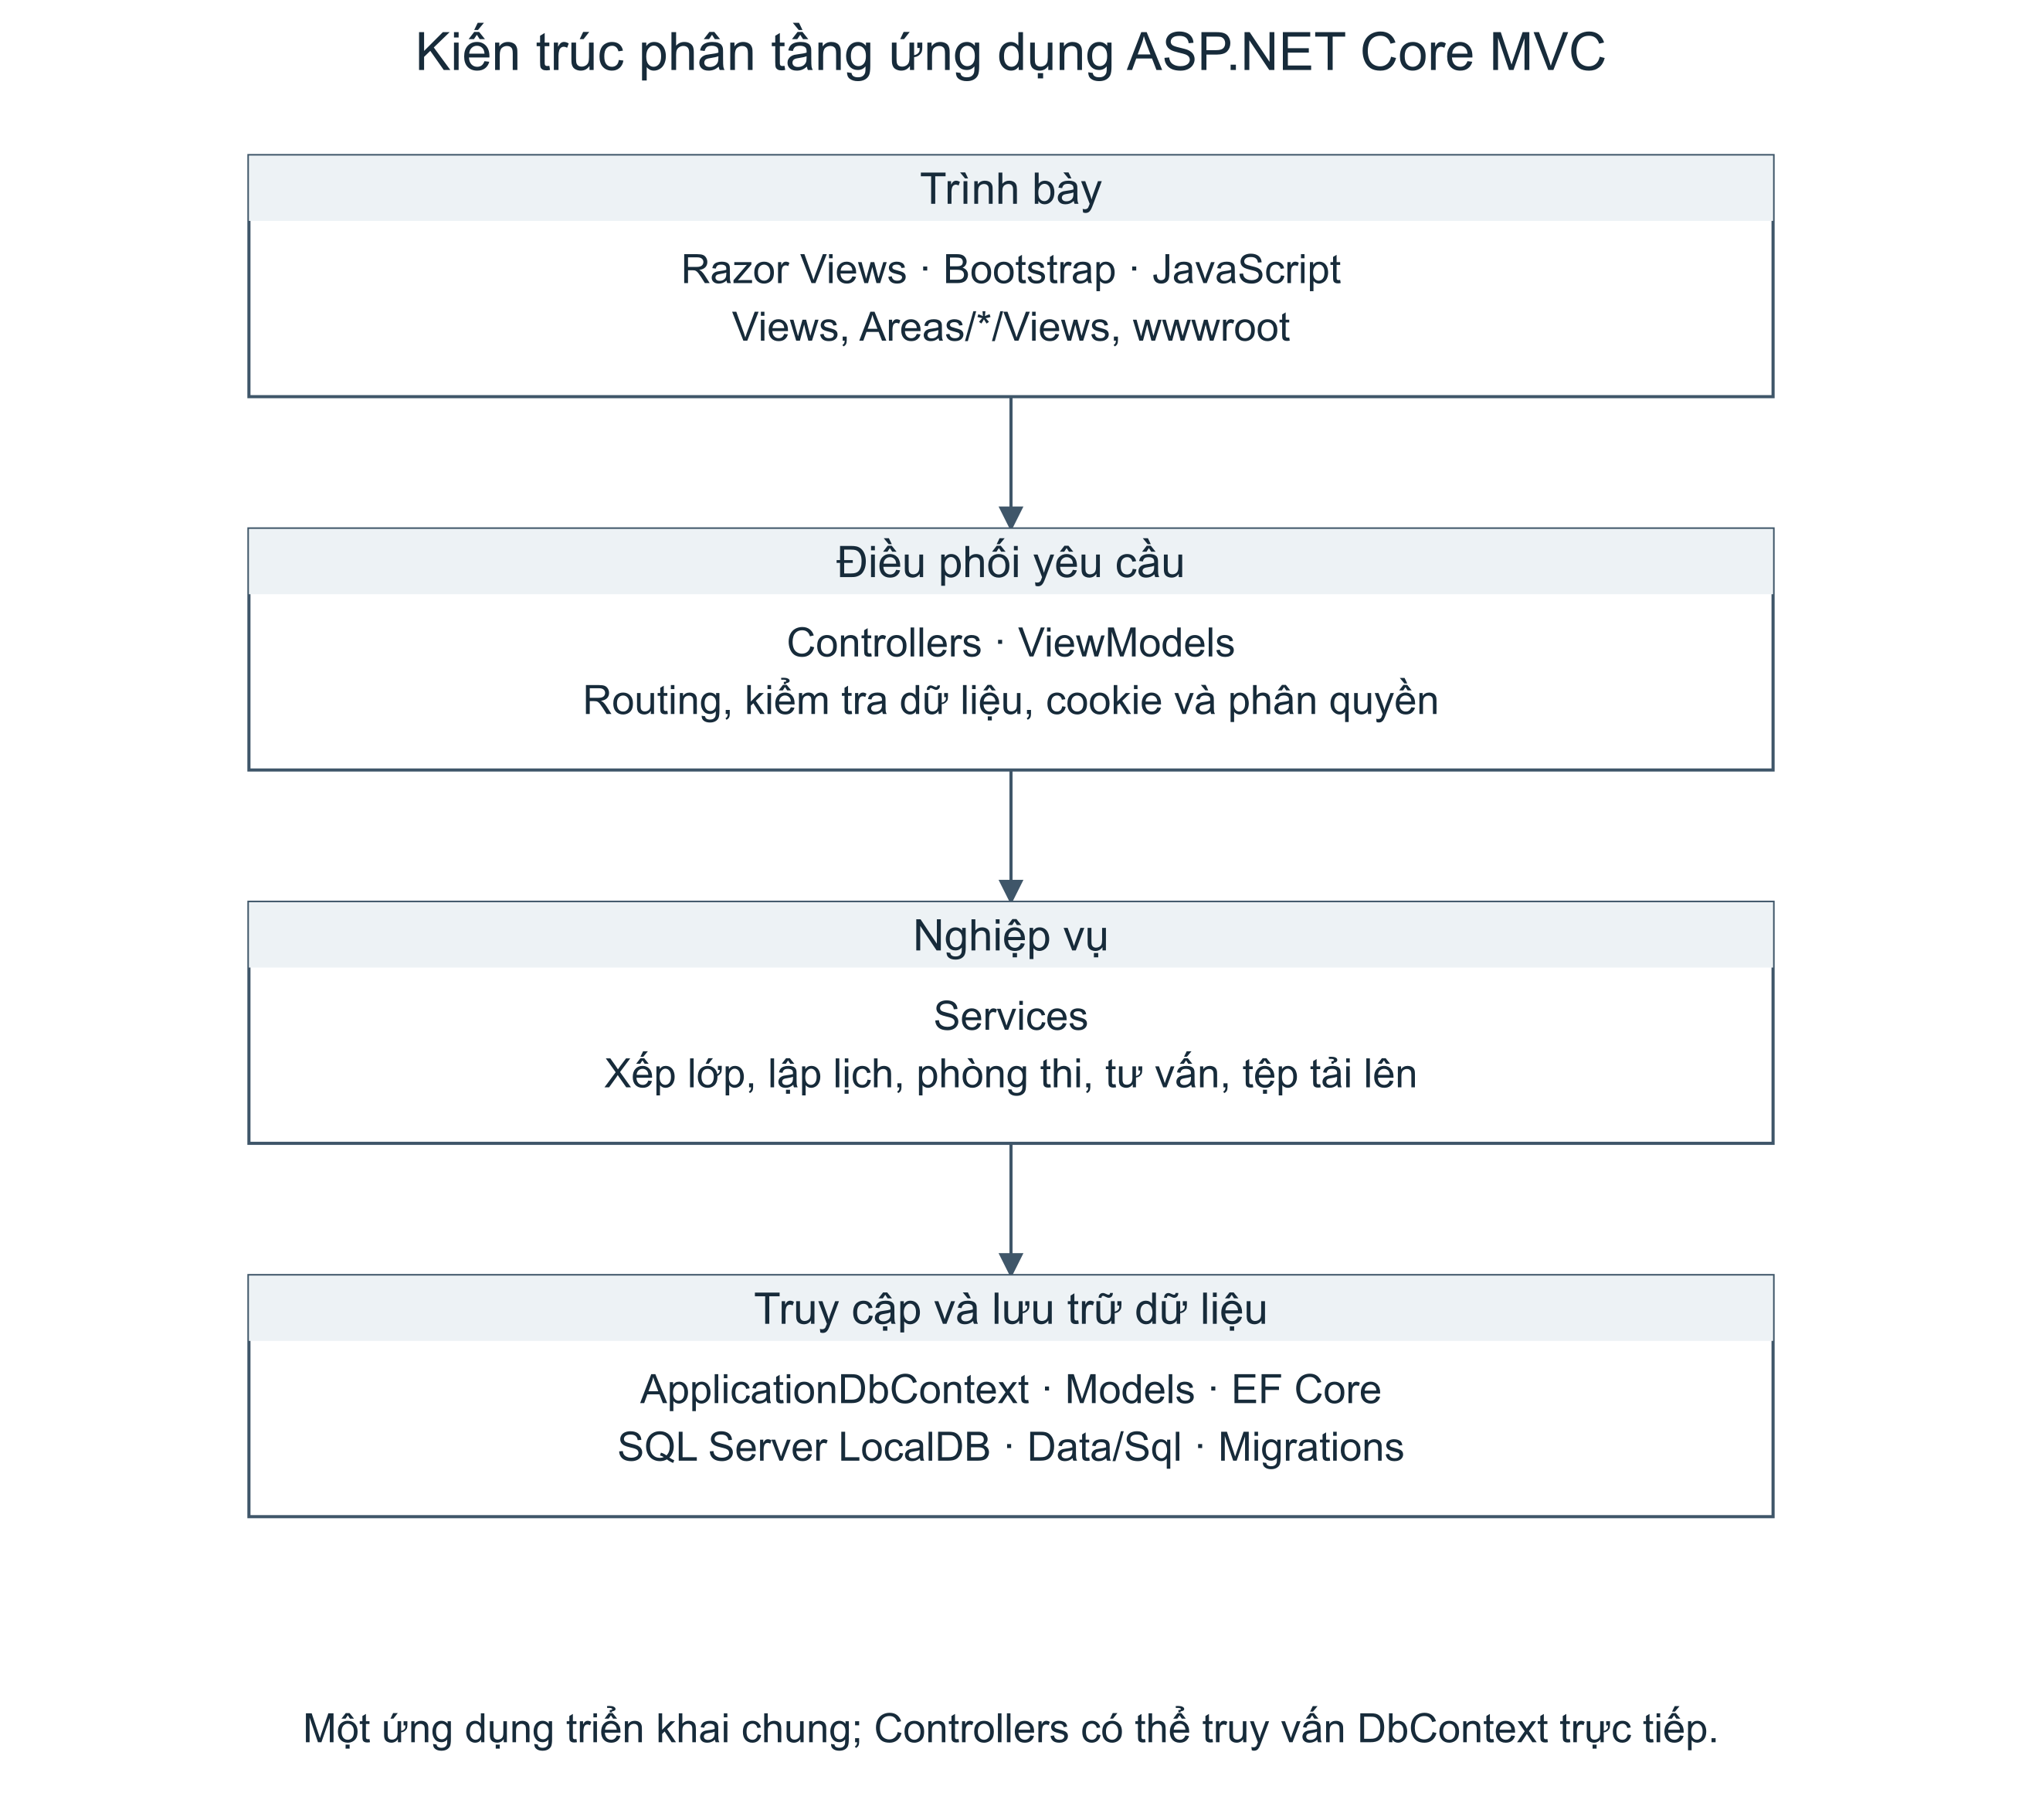 Kiến trúc phân tầng ứng dụng ASP.NET Core MVC
Trình bày
Razor Views · Bootstrap · JavaScript
Views, Areas/*/Views, wwwroot
Điều phối yêu cầu
Controllers · ViewModels
Routing, kiểm tra dữ liệu, cookie và phân quyền
Nghiệp vụ
Services
Xếp lớp, lập lịch, phòng thi, tư vấn, tệp tải lên
Truy cập và lưu trữ dữ liệu
ApplicationDbContext · Models · EF Core
SQL Server LocalDB · Data/Sql · Migrations
Một ứng dụng triển khai chung; Controllers có thể truy vấn DbContext trực tiếp.